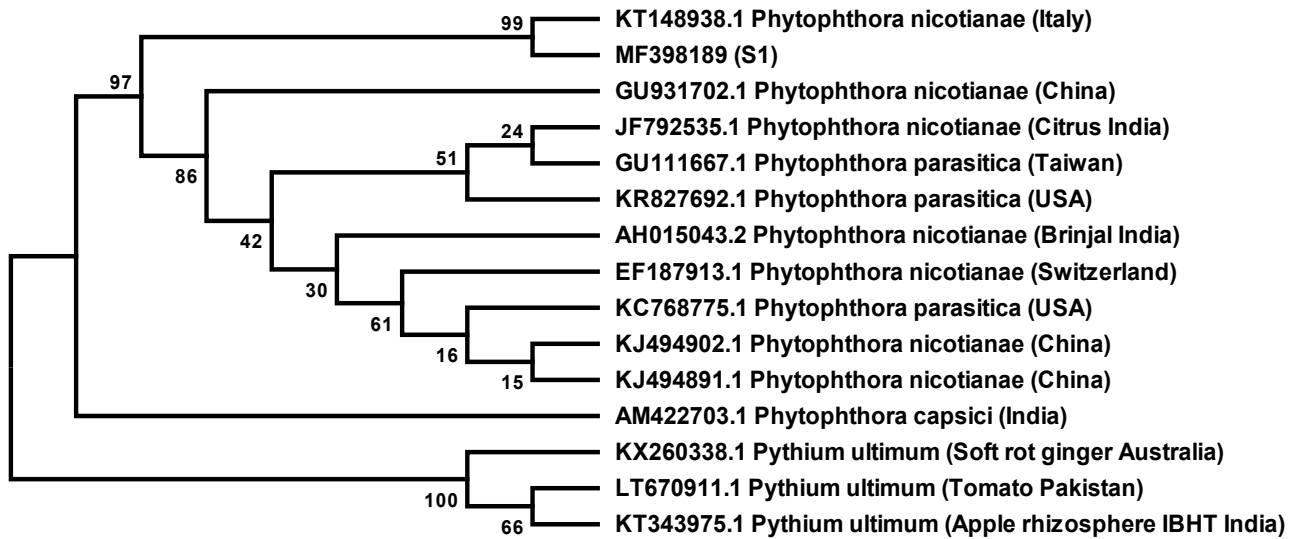 99
KT148938.1 Phytophthora nicotianae (Italy)
MF398189 (S1)
97
GU931702.1 Phytophthora nicotianae (China)
24
JF792535.1 Phytophthora nicotianae (Citrus India)
51
GU111667.1 Phytophthora parasitica (Taiwan)
86
KR827692.1 Phytophthora parasitica (USA)
42
AH015043.2 Phytophthora nicotianae (Brinjal India)
30
EF187913.1 Phytophthora nicotianae (Switzerland)
61
KC768775.1 Phytophthora parasitica (USA)
16
KJ494902.1 Phytophthora nicotianae (China)
15
KJ494891.1 Phytophthora nicotianae (China)
AM422703.1 Phytophthora capsici (India)
KX260338.1 Pythium ultimum (Soft rot ginger Australia)
100
LT670911.1 Pythium ultimum (Tomato Pakistan)
66
KT343975.1 Pythium ultimum (Apple rhizosphere IBHT India)